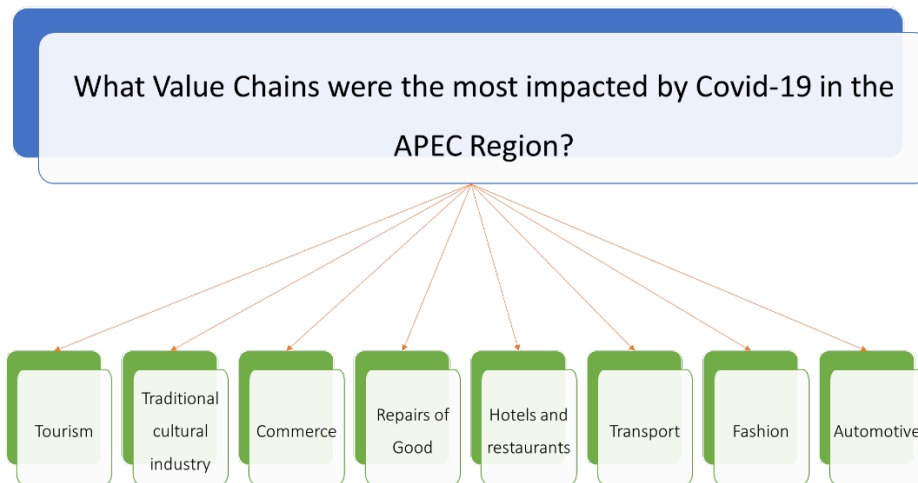 What Value Chains were the most impacted by Covid-19 in the
APEC Region?
Tourism
Traditional
cultural
industry
Commerce
Repairs of
Good
Hotels and
restaurants
Transport
Fashion
Automotive